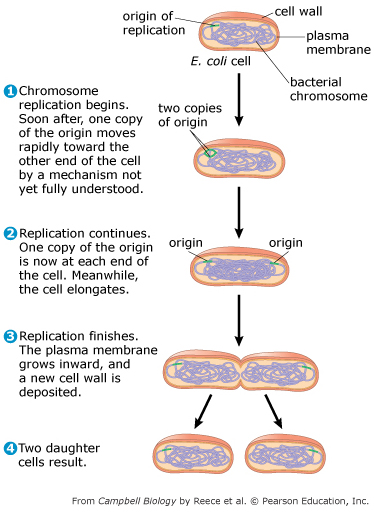 origin of
replication
cell wall
plasma
membrane
E. coli cell
bacterial
chromosome
1 Chromosome
replication begins.
Soon after, one copy
of the origin moves
rapidly toward the
other end of the cell
by a mechanism not
yet fully understood.
two copies
of origin
2 Replication continues.
One copy of the origin
is now at each end of
the cell. Meanwhile,
the cell elongates.
origin
origin
3 Replication finishes.
The plasma membrane
grows inward, and
a new cell wall is
deposited.
4 Two daughter
cells result.
From Campbell Biology by Reece et al. © Pearson Education, Inc.